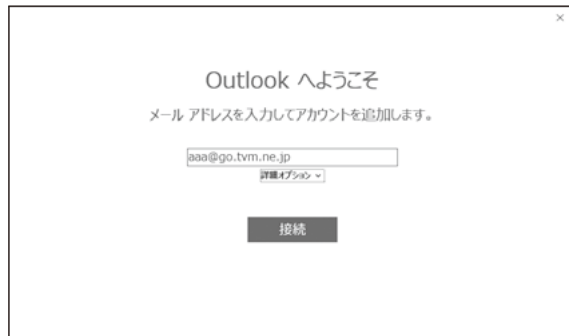 Outlook へようこそ
メール アドレスを入力してアカウントを追加します。
aaa@go.tvm.ne.jp
詳細オプション
接続